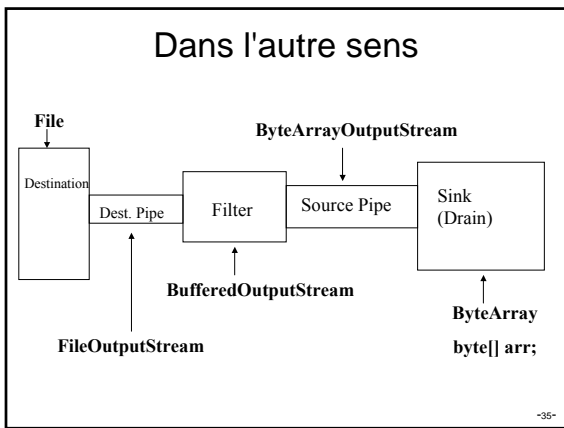 Dans l'autre sens
File
ByteArrayOutputStream
Destination
Dest. Pipe
Filter
Source Pipe
Sink
(Drain)
BufferedOutputStream
ByteArray
FileOutputStream
byte[] arr;
-35-